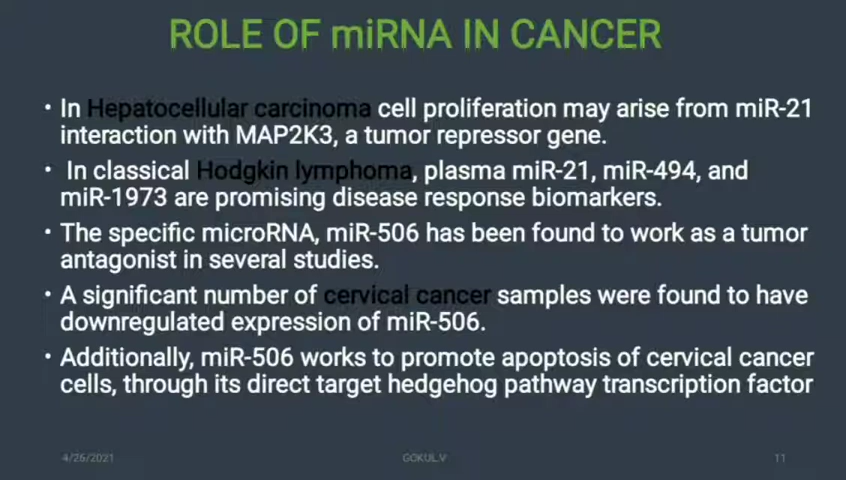 ROLE OF miRNA IN CANCER
• In Hepatocellular carcinoma cell proliferation may arise from miR-21
interaction with MAP2K3, a tumor repressor gene.
• In classical Hodgkin lymphoma, plasma miR-21, miR-494, and
miR-1973 are promising disease response biomarkers.
• The specific microRNA, miR-506 has been found to work as a tumor
antagonist in several studies.
• A significant number of cervical cancer samples were found to have
downregulated expression of miR-506.
• Additionally, miR-506 works to promote apoptosis of cervical cancer
cells, through its direct target hedgehog pathway transcription factor
4/26/2021 GOKUL.V 11